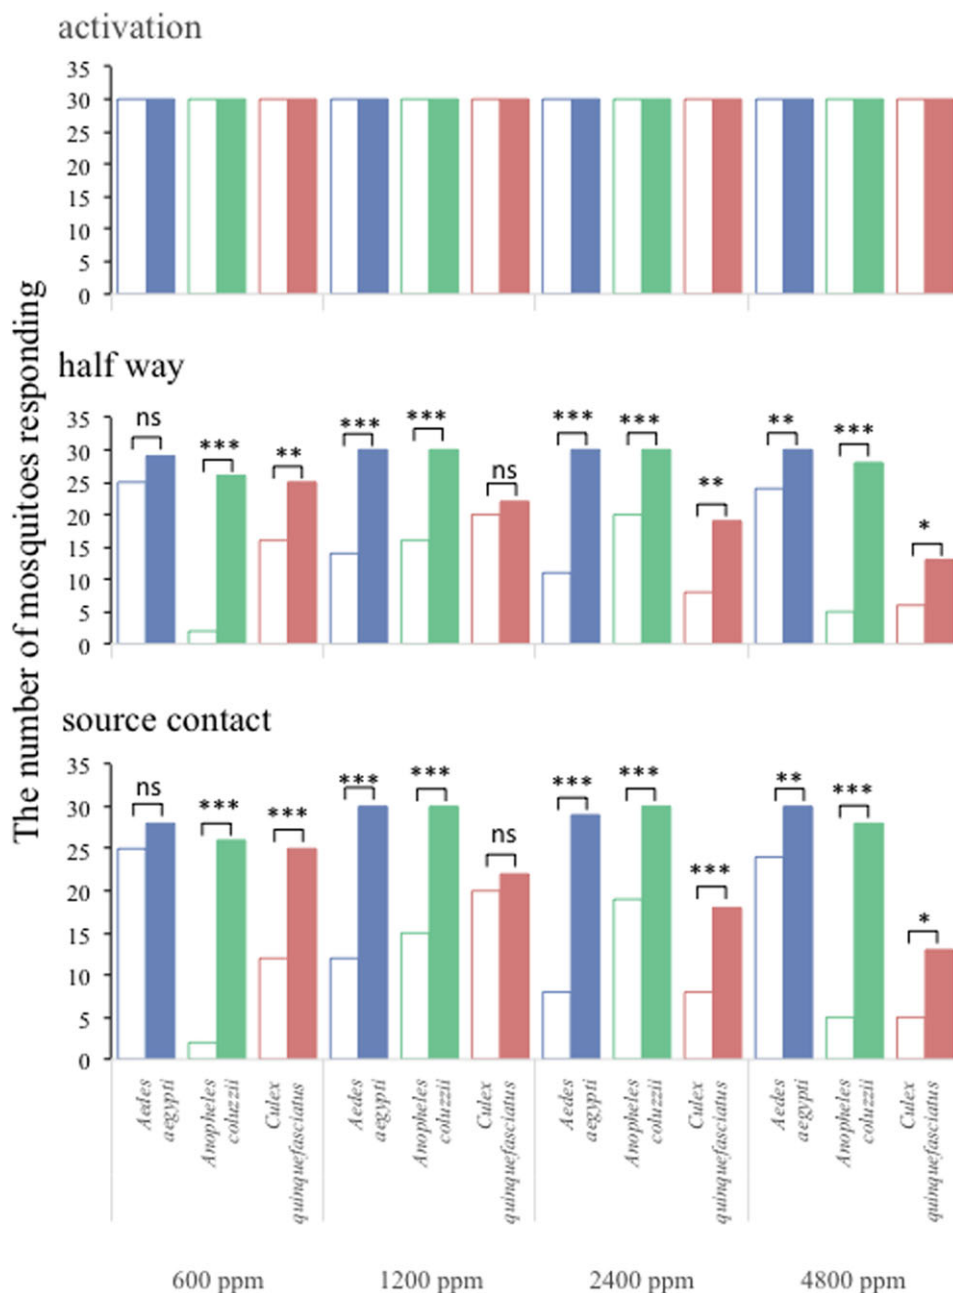 activation
35
30
25
20
15
10
5
0
The number of mosquitoes responding
half way
35
30
25
20
15
10
5
0
ns
***
**
***
***
ns
***
***
**
**
***
*
source contact
35
30
25
20
15
10
5
0
ns
***
***
***
***
ns
***
***
***
**
***
*
Aedes
aegypti
Anopheles
coluzzii
Culex
quinquefasciatus
Aedes
aegypti
Anopheles
coluzzii
Culex
quinquefasciatus
Aedes
aegypti
Anopheles
coluzzii
Culex
quinquefasciatus
Aedes
aegypti
Anopheles
coluzzii
Culex
quinquefasciatus
600 ppm
1200 ppm
2400 ppm
4800 ppm